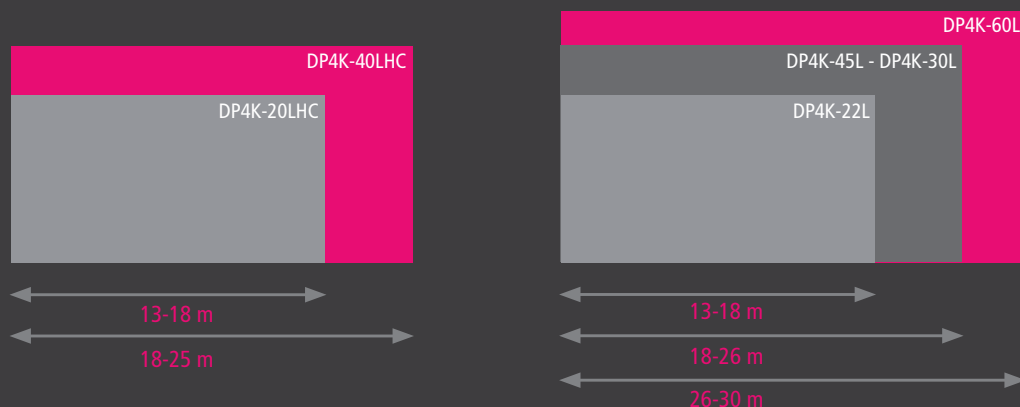 DP4K-40LHC
DP4K-20LHC
13-18 m
18-25 m
DP4K-60L
DP4K-45L - DP4K-30L
DP4K-22L
13-18 m
18-26 m
26-30 m